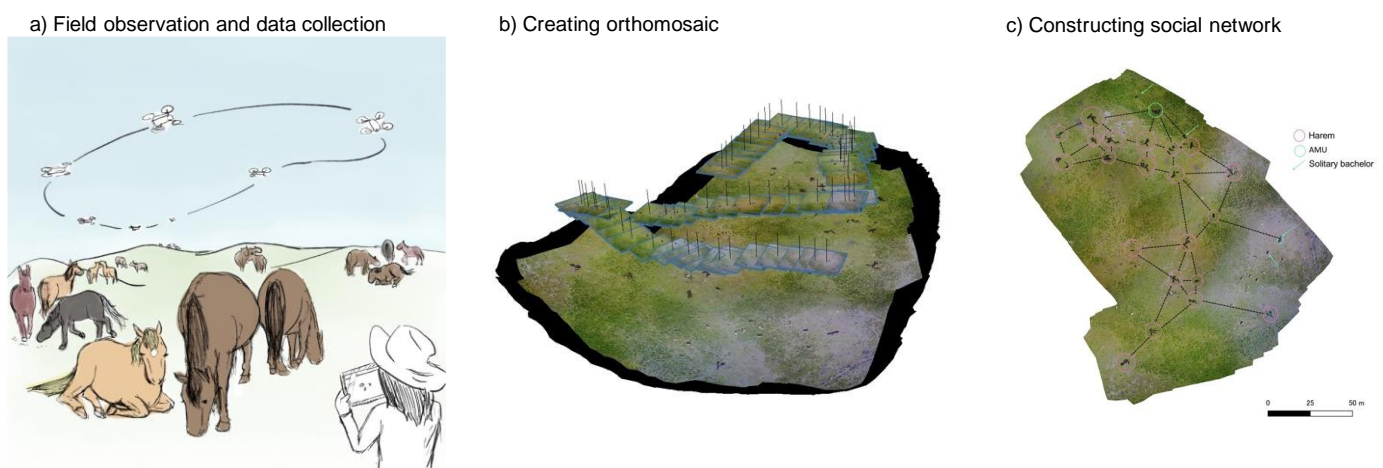 a) Field observation and data collection
b) Creating orthomosaic
c) Constructing social network
Harem
AMU
Solitary bachelor
0 25 50 m